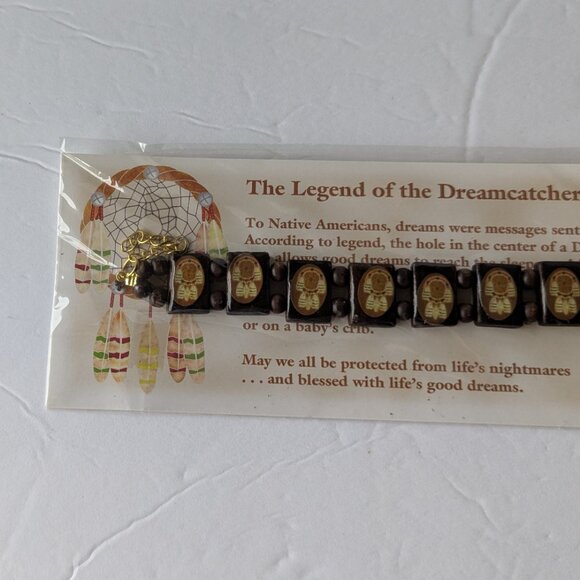 The Legend of the Dreamcatcher
To Native Americans, dreams were messages sent
According to legend, the hole in the center of a D
allows good dreams to reach the
or on a baby's crib.
May we all be protected from life's nightmares
. . . and blessed with life's good dreams.